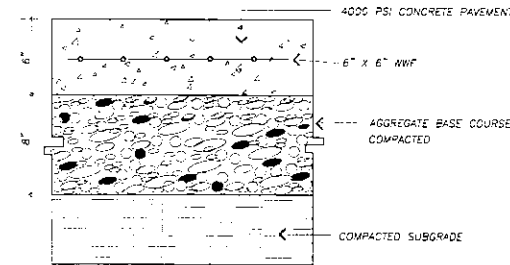 4000 PSI CONCRETE PAVEMENT
6"
6" X 6" WWF
8"
AGGREGATE BASE COURSE
COMPACTED
COMPACTED SUBGRADE